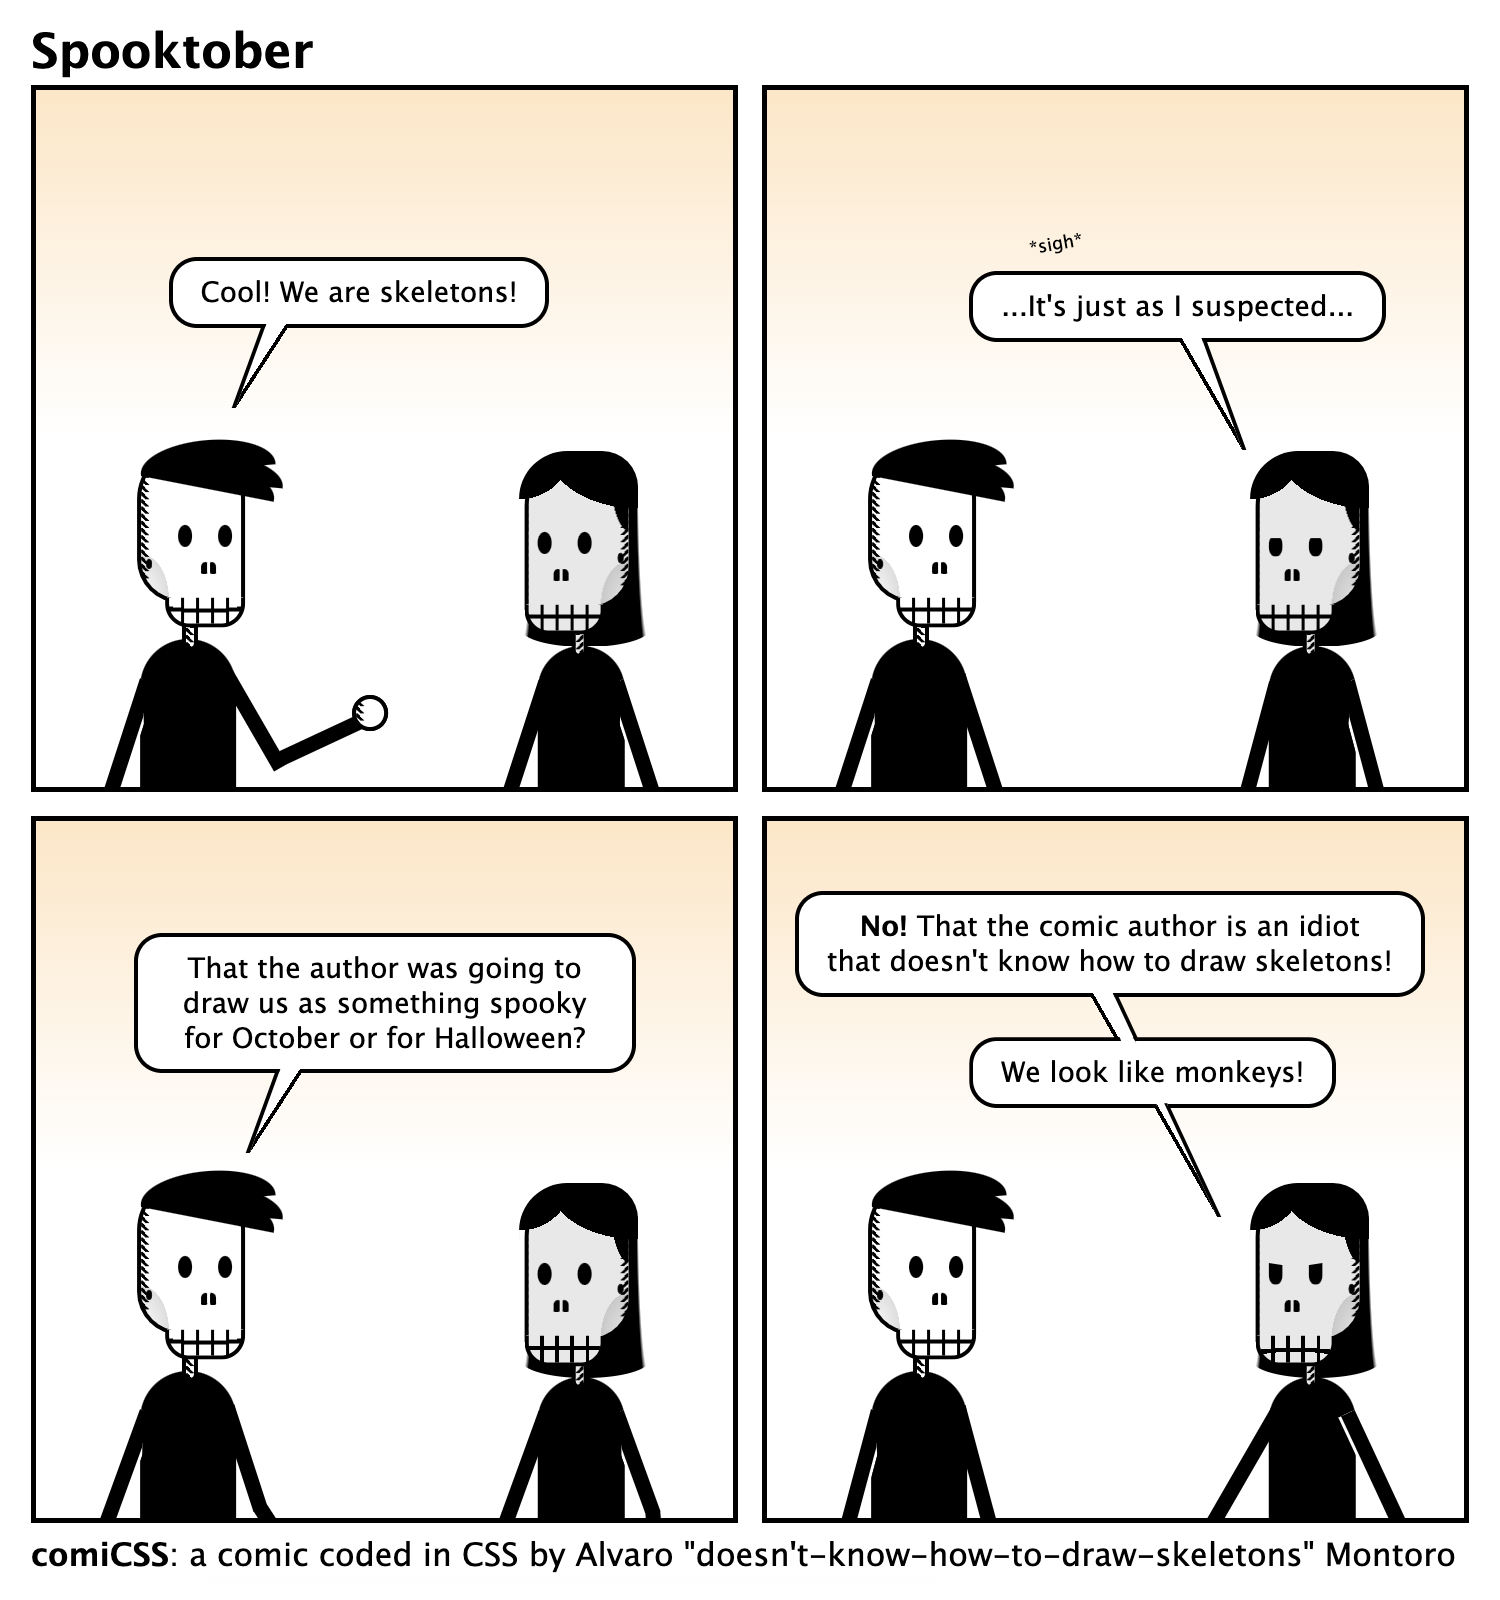 Spooktober
Cool! We are skeletons!
*sigh*
...It's just as I suspected...
That the author was going to
draw us as something spooky
for October or for Halloween?
No! That the comic author is an idiot
that doesn't know how to draw skeletons!
We look like monkeys!
comiCSS: a comic coded in CSS by Alvaro "doesn't-know-how-to-draw-skeletons" Montoro